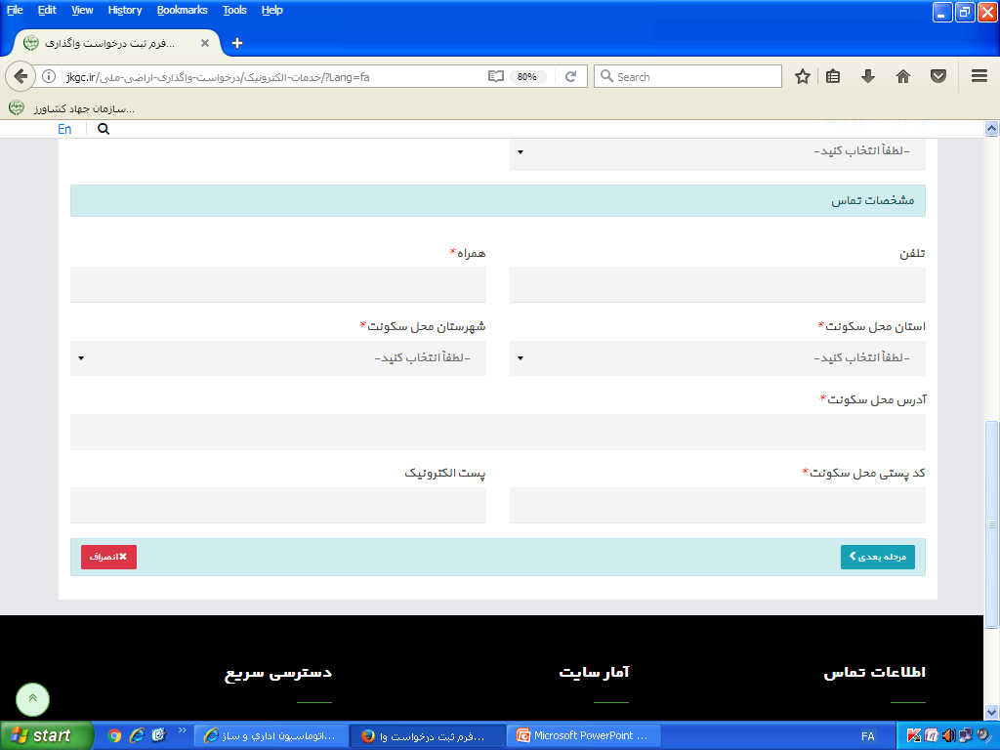 File Edit View History Bookmarks Tools Help
فرم ثبت درخواست واگذاری...
jkgc.ir/خدمات-الکترونیک/درخواست-واگذاری-اراضی-ملی/?Lang=fa 80% Search
سازمان جهاد کشاورز...
En
-لطفاً انتخاب کنید-
مشخصات تماس
تلفن
همراه *
استان محل سکونت *
شهرستان محل سکونت *
-لطفاً انتخاب کنید-
-لطفاً انتخاب کنید-
آدرس محل سکونت *
کد پستی محل سکونت *
پست الکترونیک
مرحله بعدی
انصراف
اطلاعات تماس
آمار سایت
دسترسی سریع
start
اتوماسیون اداري و ساز...
فرم ثبت درخواست وا...
Microsoft PowerPoint ...
FA